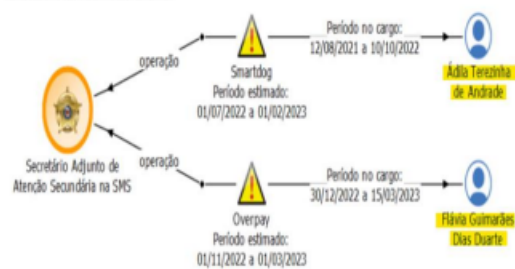 operação
Smartdog
Período estimado:
01/07/2022 a 01/02/2023
Período no cargo:
12/08/2021 a 10/10/2022
Ádila Terezinha
de Andrade
Secretário Adjunto de
Atenção Secundária na SMS
operação
Overpay
Período estimado:
01/11/2022 a 01/03/2023
Período no cargo:
30/12/2022 a 15/03/2023
Flávia Guimarães
Dias Duarte